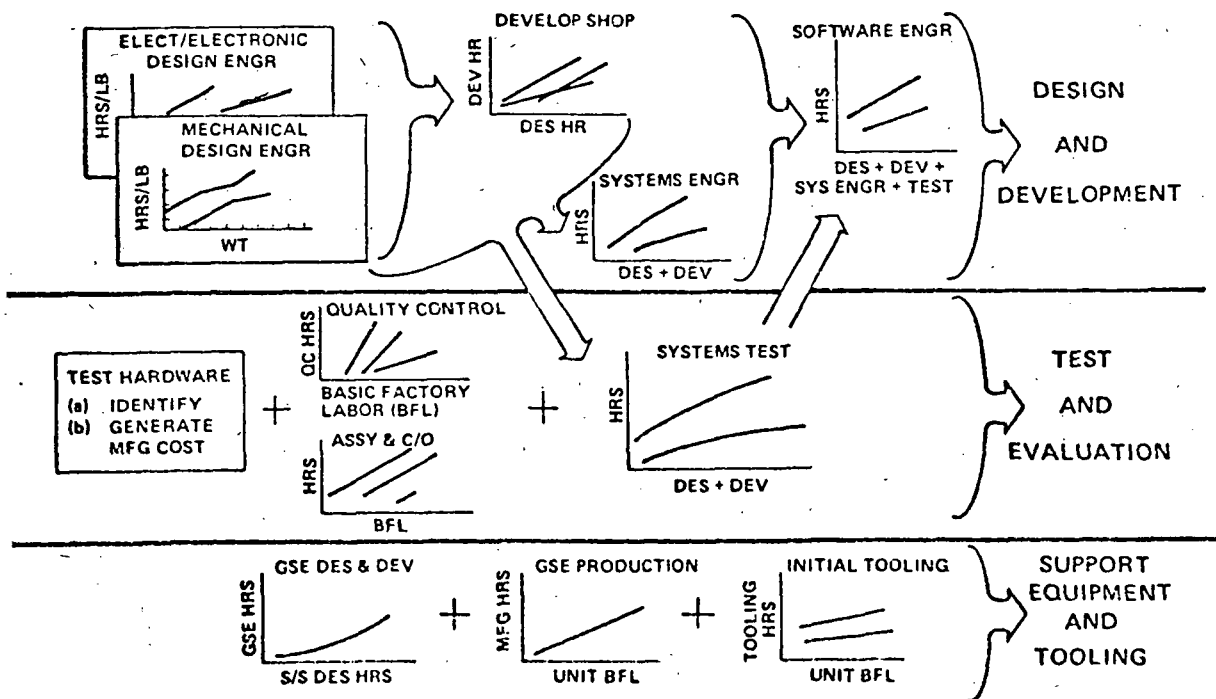 ELECT/ELECTRONIC
DESIGN ENGR
HRS/LB
MECHANICAL
DESIGN ENGR
HRS/LB
WT
DEVELOP SHOP
DEV HR
DES HR
SYSTEMS ENGR
HRS
DES + DEV
SOFTWARE ENGR
HRS
DES + DEV +
SYS ENGR + TEST
DESIGN
AND
DEVELOPMENT
TEST HARDWARE
(a) IDENTIFY
(b) GENERATE
MFG COST
+
QUALITY CONTROL
QC HRS
BASIC FACTORY
LABOR (BFL)
ASSY & C/O
HRS
BFL
+
SYSTEMS TEST
HRS
DES + DEV
TEST
AND
EVALUATION
GSE DES & DEV
GSE HRS
S/S DES HRS
+
GSE PRODUCTION
MFG HRS
UNIT BFL
+
INITIAL TOOLING
TOOLING
HRS
UNIT BFL
SUPPORT
EQUIPMENT
AND
TOOLING